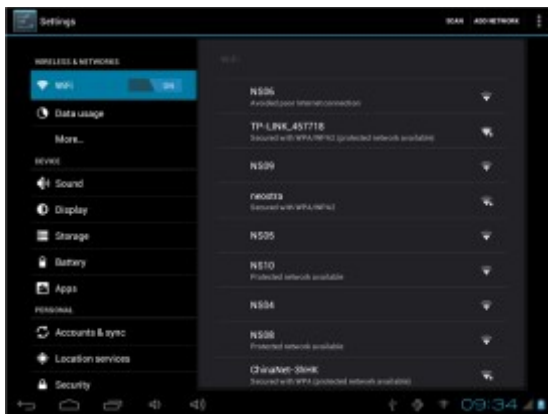 Settings
SCAN ADD NETWORK
WIRELESS & NETWORKS
WiFi ON
Data usage
More...
DEVICE
Sound
Display
Storage
Battery
Apps
PERSONAL
Accounts & sync
Location services
Security
Wi-Fi
NS06
Avoided poor Internet connection
TP-LINK_457718
Secured with WPA/WPA2 (protected network available)
NS09
neostra
Secured with WPA/WPA2
NS05
NS10
Protected network available
NS04
NS08
Protected network available
ChinaNet-3NHK
Secured with WPA (protected network available)
09:34